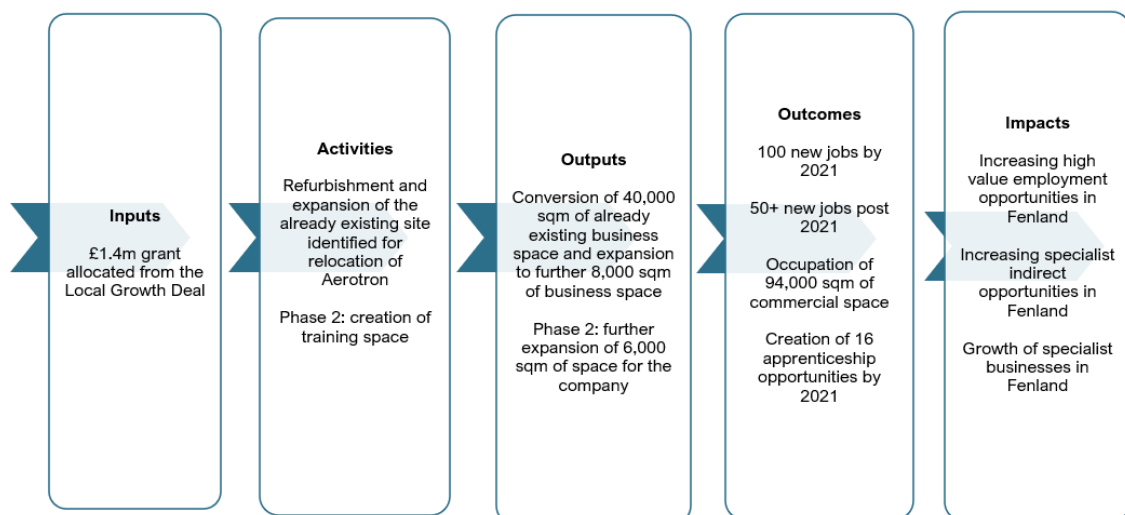 Inputs
£1.4m grant
allocated from the
Local Growth Deal
Activities
Refurbishment and
expansion of the
already existing site
identified for
relocation of
Aerotron
Phase 2: creation of
training space
Outputs
Conversion of 40,000
sqm of already
existing business
space and expansion
to further 8,000 sqm
of business space
Phase 2: further
expansion of 6,000
sqm of space for the
company
Outcomes
100 new jobs by
2021
50+ new jobs post
2021
Occupation of
94,000 sqm of
commercial space
Creation of 16
apprenticeship
opportunities by
2021
Impacts
Increasing high
value employment
opportunities in
Fenland
Increasing specialist
indirect
opportunities in
Fenland
Growth of specialist
businesses in
Fenland